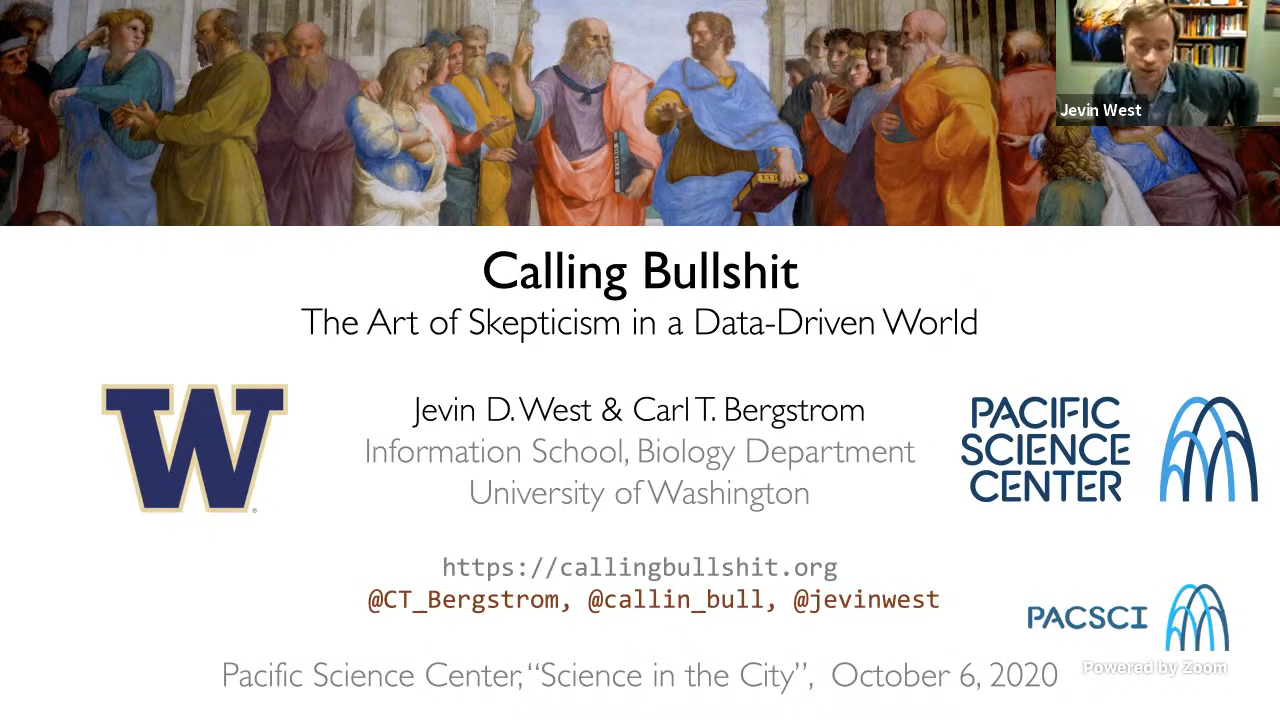 Jevin West
Calling Bullshit
The Art of Skepticism in a Data-Driven World
W
Jevin D. West & Carl T. Bergstrom
Information School, Biology Department
University of Washington
PACIFIC
SCIENCE
CENTER
https://callingbullshit.org
@CT_Bergstrom, @callin_bull, @jevinwest
PACSCI
Powered by Zoom
Pacific Science Center, “Science in the City”, October 6, 2020